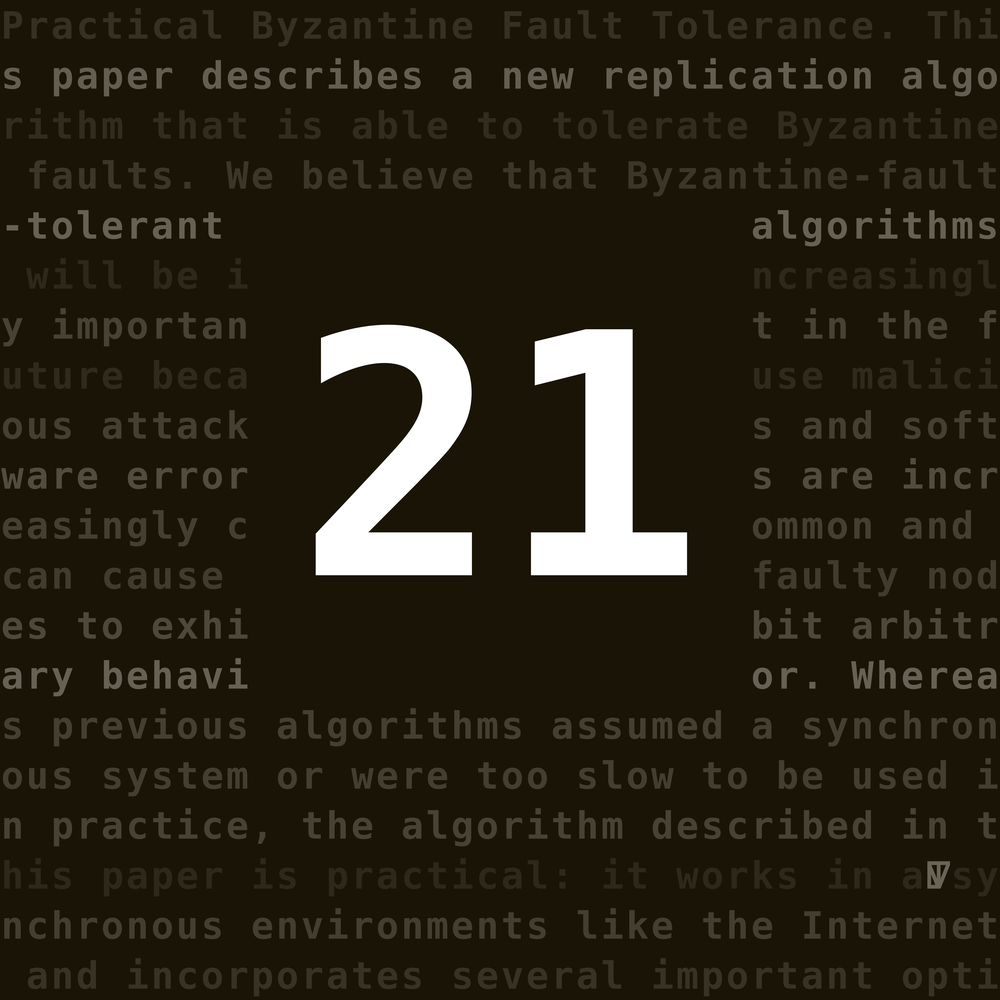 Practical Byzantine Fault Tolerance. Thi
s paper describes a new replication algo
rithm that is able to tolerate Byzantine
faults. We believe that Byzantine-fault
-tolerant algorithms
will be i ncreasingl
y importan t in the f
uture beca use malici
ous attack s and soft
ware error s are incr
easingly c ommon and
can cause faulty nod
es to exhi bit arbitr
ary behavi or. Wherea
21
s previous algorithms assumed a synchron
ous system or were too slow to be used i
n practice, the algorithm described in t
his paper is practical: it works in a sy
nchronous environments like the Internet
and incorporates several important opti